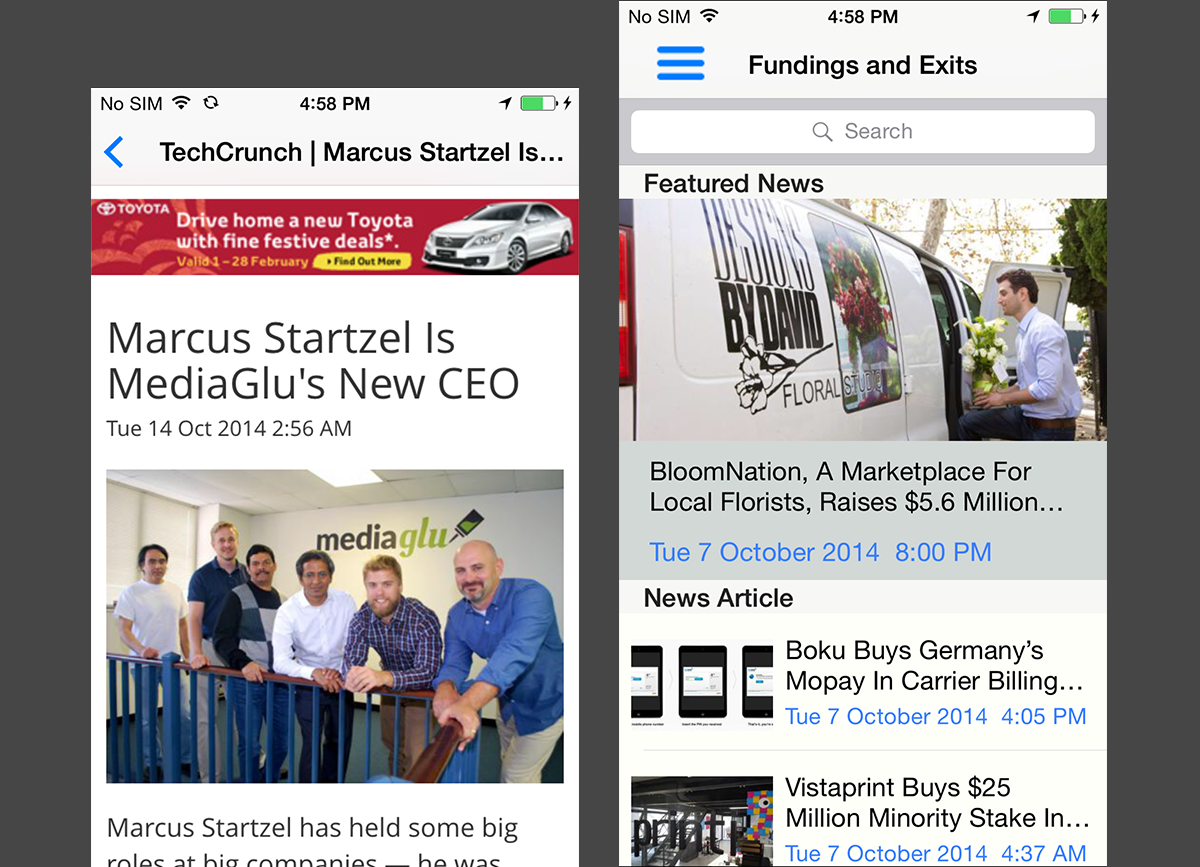 No SIM 4:58 PM
TechCrunch | Marcus Startzel Is...
TOYOTA
Drive home a new Toyota
with fine festive deals*.
Valid 1 – 28 February
Find Out More
Marcus Startzel Is
MediaGlu's New CEO
Tue 14 Oct 2014 2:56 AM
mediaglu
Marcus Startzel has held some big
roles at big companies — he was
No SIM 4:58 PM
Fundings and Exits
Search
Featured News
DESIGNS
BY DAVID
FLORAL STUDIO
BloomNation, A Marketplace For
Local Florists, Raises $5.6 Million...
Tue 7 October 2014 8:00 PM
News Article
Boku Buys Germany’s
Mopay In Carrier Billing...
Tue 7 October 2014 4:05 PM
Vistaprint Buys $25
Million Minority Stake In...
Tue 7 October 2014 4:37 AM